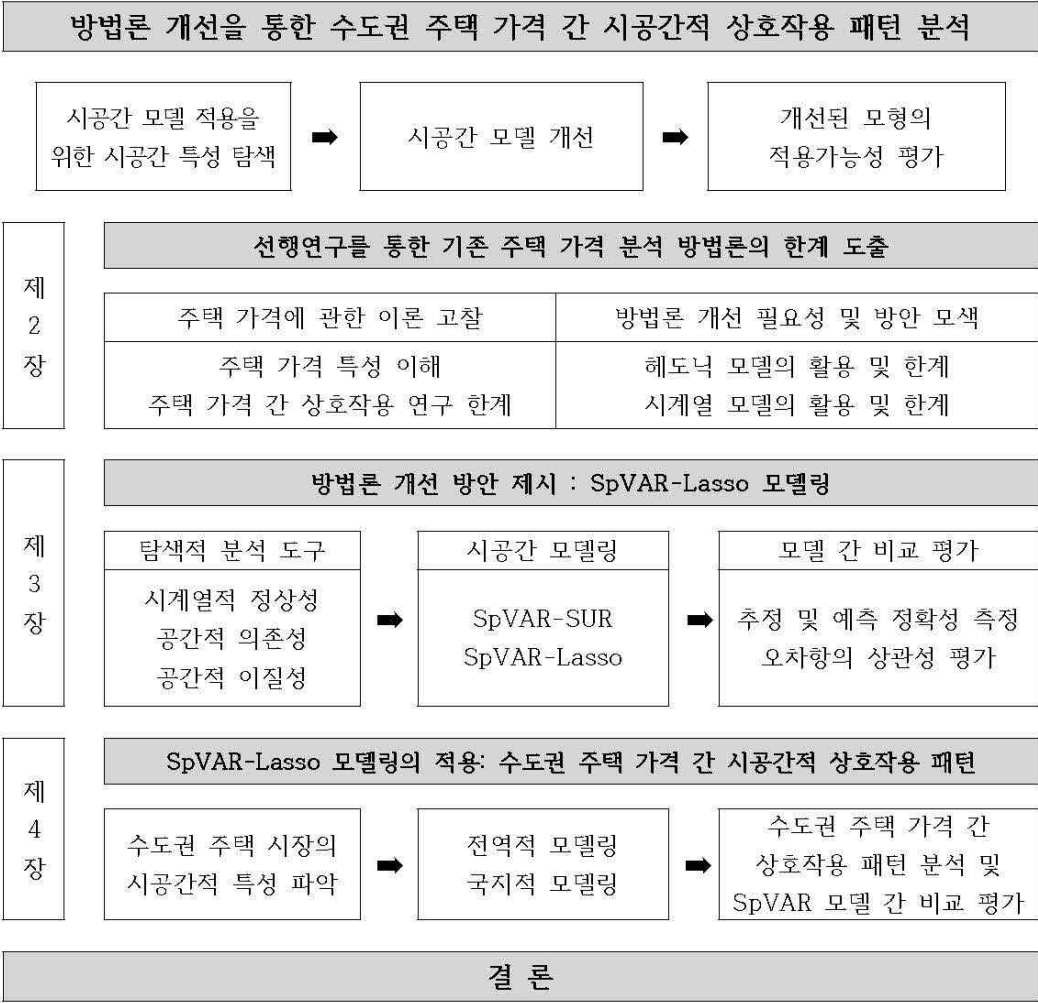 방법론 개선을 통한 수도권 주택 가격 간 시공간적 상호작용 패턴 분석
시공간 모델 적용을
위한 시공간 특성 탐색
➡
시공간 모델 개선
➡
개선된 모형의
적용가능성 평가
제
2
장
선행연구를 통한 기존 주택 가격 분석 방법론의 한계 도출
주택 가격에 관한 이론 고찰
방법론 개선 필요성 및 방안 모색
주택 가격 특성 이해
주택 가격 간 상호작용 연구 한계
헤도닉 모델의 활용 및 한계
시계열 모델의 활용 및 한계
제
3
장
방법론 개선 방안 제시 : SpVAR-Lasso 모델링
탐색적 분석 도구
시계열적 정상성
공간적 의존성
공간적 이질성
➡
시공간 모델링
SpVAR-SUR
SpVAR-Lasso
➡
모델 간 비교 평가
추정 및 예측 정확성 측정
오차항의 상관성 평가
제
4
장
SpVAR-Lasso 모델링의 적용: 수도권 주택 가격 간 시공간적 상호작용 패턴
수도권 주택 시장의
시공간적 특성 파악
➡
전역적 모델링
국지적 모델링
➡
수도권 주택 가격 간
상호작용 패턴 분석 및
SpVAR 모델 간 비교 평가
결 론